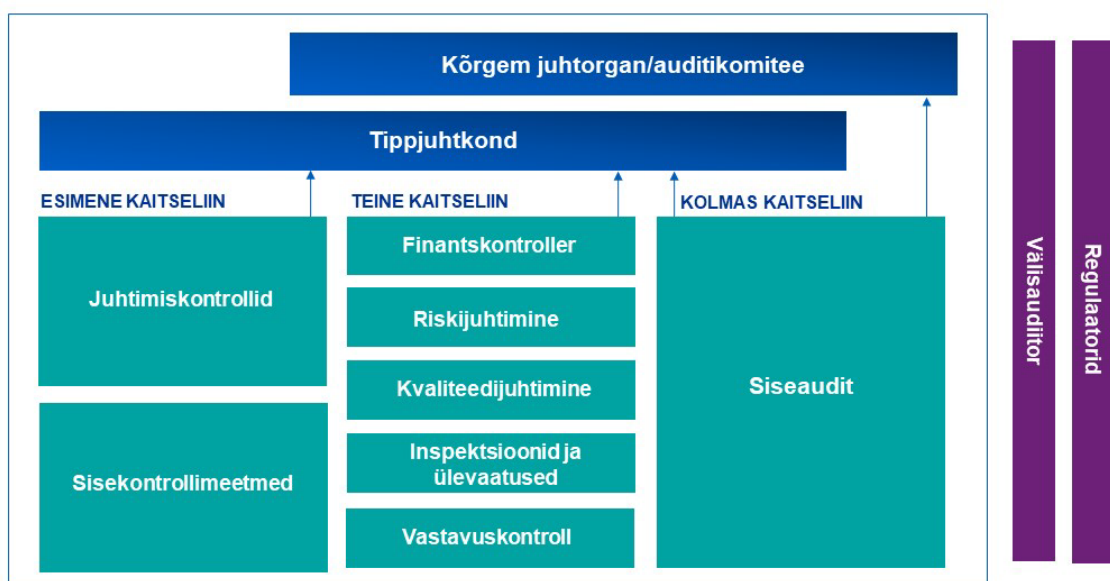 Kõrgem juhtorgan/auditikomitee
Tippjuhtkond
ESIMENE KAITSELIIN
TEINE KAITSELIIN
KOLMAS KAITSELIIN
Juhtimiskontrollid
Sisekontrollimeetmed
Finantskontroller
Riskijuhtimine
Kvaliteedijuhtimine
Inspektsioonid ja
ülevaatused
Vastavuskontroll
Siseaudit
Välisaudiitor
Regulaatorid